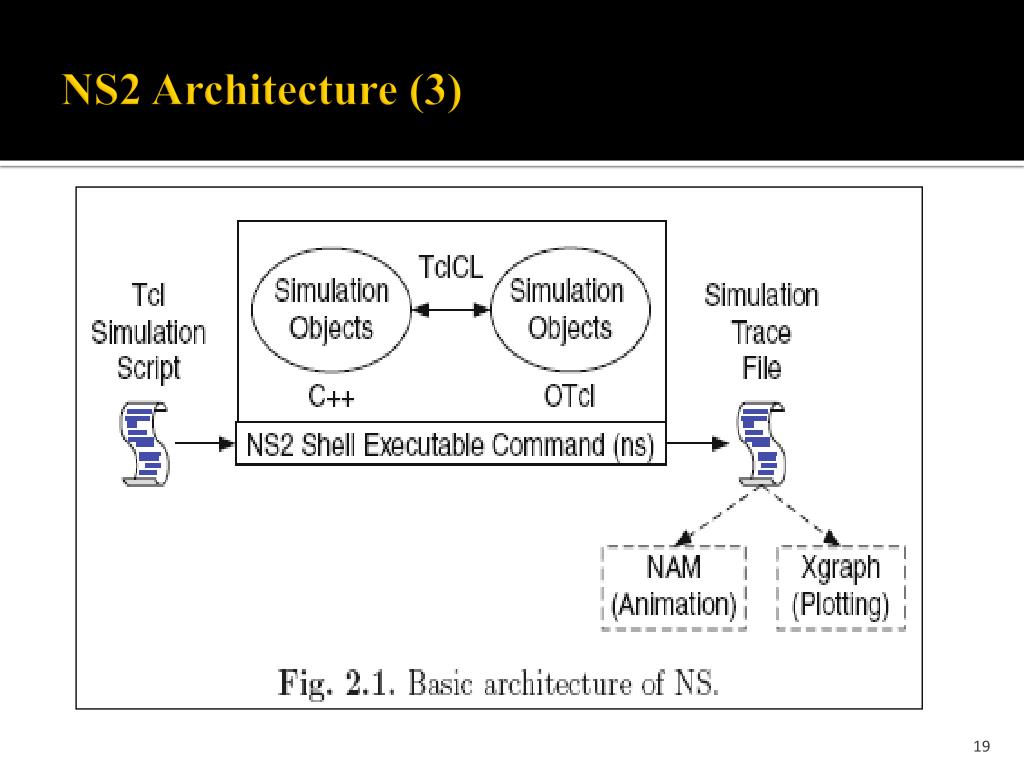 NS2 Architecture (3)
Tcl
Simulation
Script
Simulation
Objects
C++
TclCL
Simulation
Objects
OTcl
NS2 Shell Executable Command (ns)
Simulation
Trace
File
NAM
(Animation)
Xgraph
(Plotting)
Fig. 2.1. Basic architecture of NS.
19